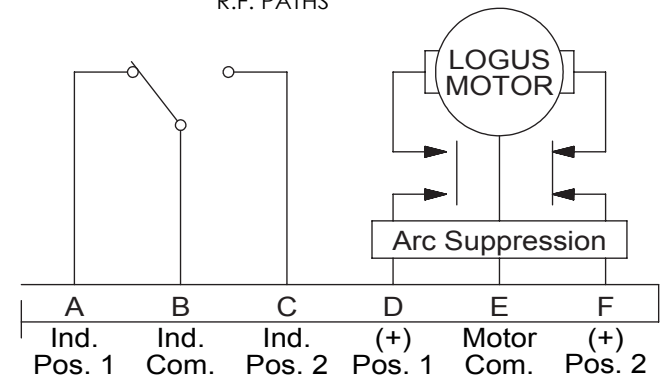 R.F. PATHS
LOGUS
MOTOR
Arc Suppression
A B C D E F
Ind. Ind. Ind. (+) Motor (+)
Pos. 1 Com. Pos. 2 Pos. 1 Com. Pos. 2